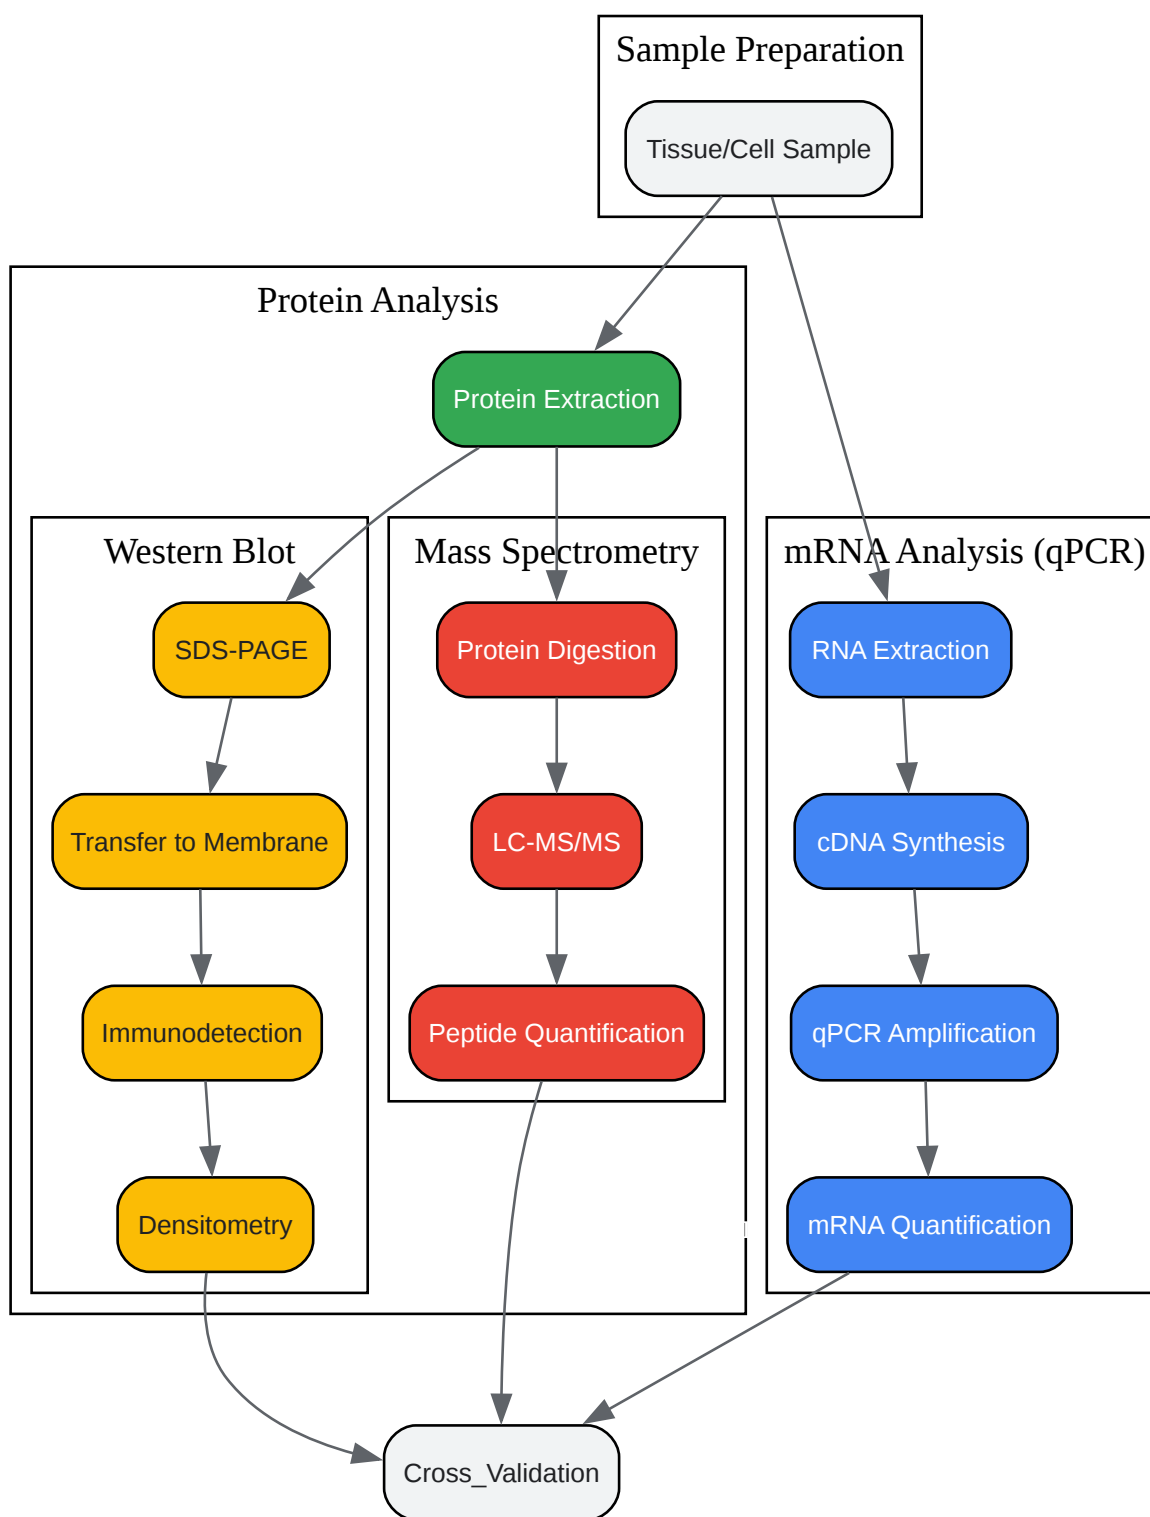 Sample Preparation
Tissue/Cell Sample
Protein Analysis
Protein Extraction
Western Blot
SDS-PAGE
Transfer to Membrane
Immunodetection
Densitometry
Mass Spectrometry
Protein Digestion
LC-MS/MS
Peptide Quantification
mRNA Analysis (qPCR)
RNA Extraction
cDNA Synthesis
qPCR Amplification
mRNA Quantification
Cross_Validation